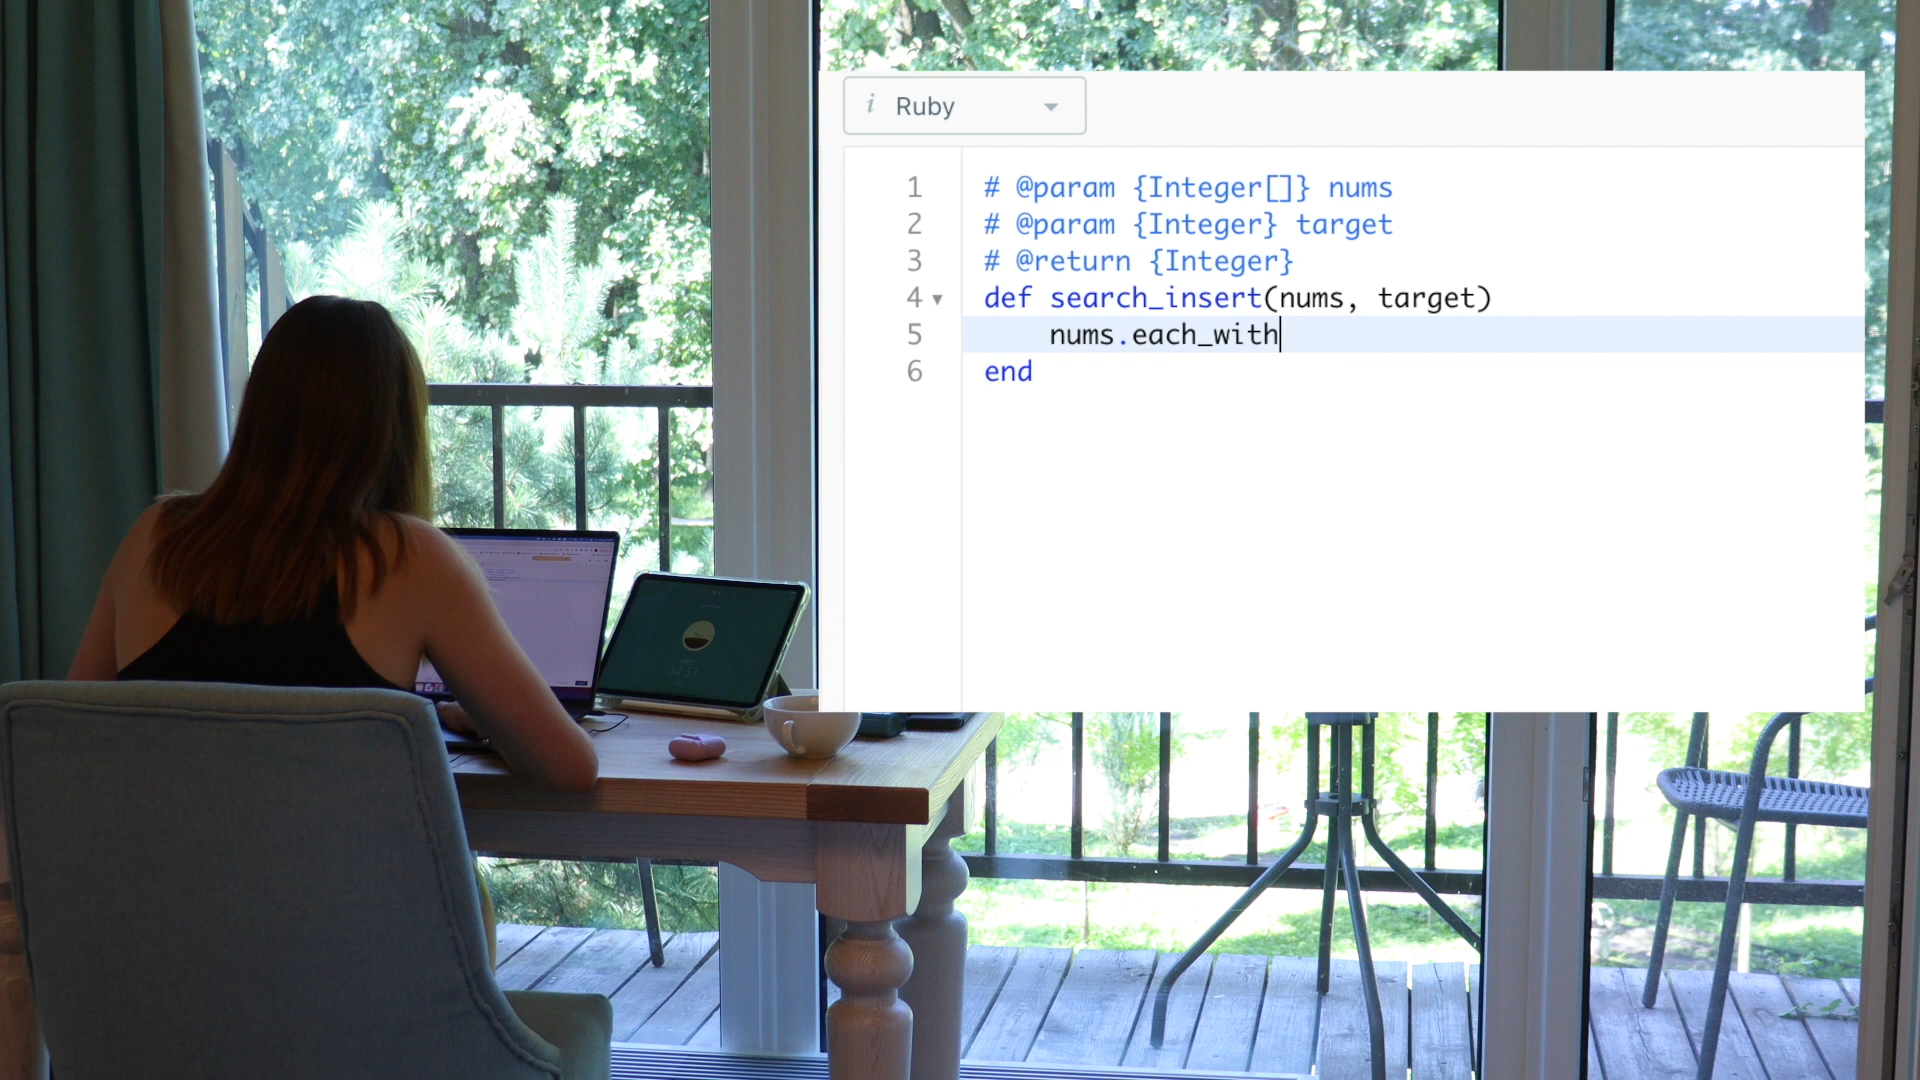 i Ruby
1 # @param {Integer[]} nums
2 # @param {Integer} target
3 # @return {Integer}
4 def search_insert(nums, target)
5 nums.each_with
6 end